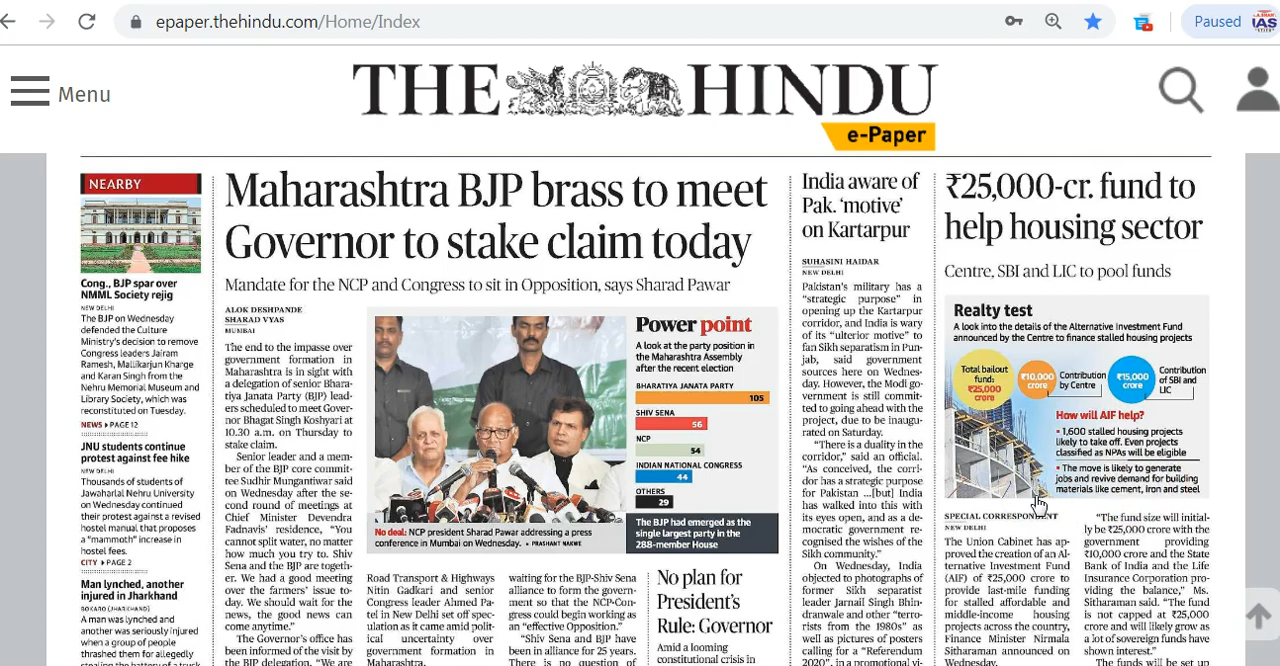 epaper.thehindu.com/Home/Index
Paused
IAS
Menu
THE HINDU
e-Paper
NEARBY
Cong., BJP spar over
NMML Society rejig
NEW DELHI
The BJP on Wednesday
defended the Culture
Ministry's decision to remove
Congress leaders Jairam
Ramesh, Mallikarjun Kharge
and Karan Singh from the
Nehru Memorial Museum and
Library Society, which was
reconstituted on Tuesday.
NEWS ▸ PAGE 12
JNU students continue
protest against fee hike
NEW DELHI
Thousands of students of
Jawaharlal Nehru University
on Wednesday continued
their protest against a revised
hostel manual that proposes
a "mammoth" increase in
hostel fees.
CITY ▸ PAGE 2
Man lynched, another
injured in Jharkhand
BOKARO (JHARKHAND)
A man was lynched and
another was seriously injured
when a group of people
thrashed them for allegedly
stealing the battery of a truck
Maharashtra BJP brass to meet
Governor to stake claim today
Mandate for the NCP and Congress to sit in Opposition, says Sharad Pawar
ALOK DESHPANDE
SHARAD VYAS
MUMBAI
The end to the impasse over
government formation in
Maharashtra is in sight with
a delegation of senior Bhara-
tiya Janata Party (BJP) lead-
ers scheduled to meet Gover-
nor Bhagat Singh Koshyari at
10.30 a.m. on Thursday to
stake claim.
Senior leader and a mem-
ber of the BJP core commit-
tee Sudhir Mungantiwar said
on Wednesday after the se-
cond round of meetings at
Chief Minister Devendra
Fadnavis' residence, "You
cannot split water, no matter
how much you try to. Shiv
Sena and the BJP are togeth-
er. We had a good meeting
over the farmers' issue to-
day. We should wait for the
news, the good news can
come anytime."
The Governor's office has
been informed of the visit by
the BJP delegation. "We are
Power point
A look at the party position in
the Maharashtra Assembly
after the recent election
BHARATIYA JANATA PARTY
105
SHIV SENA
56
NCP
54
INDIAN NATIONAL CONGRESS
44
OTHERS
29
The BJP had emerged as the
single largest party in the
288-member House
No deal: NCP president Sharad Pawar addressing a press
conference in Mumbai on Wednesday. • PRASHANT NAKWE
Road Transport & Highways
Nitin Gadkari and senior
Congress leader Ahmed Pa-
tel in New Delhi set off spec-
ulation as it came amid polit-
ical uncertainty over
government formation in
Maharashtra.
waiting for the BJP-Shiv Sena
alliance to form the govern-
ment so that the NCP-Con-
gress could begin working as
an "effective Opposition."
"Shiv Sena and BJP have
been in alliance for 25 years.
There is no question of
No plan for
President's
Rule: Governor
Amid a looming
constitutional crisis in
India aware of
Pak. 'motive'
on Kartarpur
SUHASINI HAIDAR
NEW DELHI
Pakistan's military has a
"strategic purpose" in
opening up the Kartarpur
corridor, and India is wary
of its "ulterior motive" to
fan Sikh separatism in Pun-
jab, said government
sources here on Wednes-
day. However, the Modi go-
vernment is still committed
to going ahead with the
project, due to be inaugu-
rated on Saturday.
"There is a duality in the
corridor," said an official.
"As conceived, the corri-
dor has a strategic purpose
for Pakistan ...[but] India
has walked into this with
its eyes open, and as a de-
mocratic government re-
cognised the wishes of the
Sikh community."
On Wednesday, India
objected to photographs of
former Sikh separatist
leader Jarnail Singh Bhin-
dranwale and other "terro-
rists from the 1980s" as
well as pictures of posters
calling for a "Referendum
2020", in a promotional vi-
₹25,000-cr. fund to
help housing sector
Centre, SBI and LIC to pool funds
Realty test
A look into the details of the Alternative Investment Fund
announced by the Centre to finance stalled housing projects
Total bailout
fund:
₹25,000
crore
₹10,000
crore
Contribution
by Centre
₹15,000
crore
Contribution
of SBI and
LIC
How will AIF help?
• 1,600 stalled housing projects
likely to take off. Even projects
classified as NPAs will be eligible
• The move is likely to generate
jobs and revive demand for building
materials like cement, iron and steel
SPECIAL CORRESPONDENT
NEW DELHI
The Union Cabinet has ap-
proved the creation of an Al-
ternative Investment Fund
(AIF) of ₹25,000 crore to
provide last-mile funding
for stalled affordable and
middle-income housing
projects across the country,
Finance Minister Nirmala
Sitharaman announced on
Wednesday.
"The fund size will initial-
ly be ₹25,000 crore with the
government providing
₹10,000 crore and the State
Bank of India and the Life
Insurance Corporation pro-
viding the balance," Ms.
Sitharaman said. "The fund
is not capped at ₹25,000
crore and will likely grow as
a lot of sovereign funds have
shown interest."
The funds will be set up